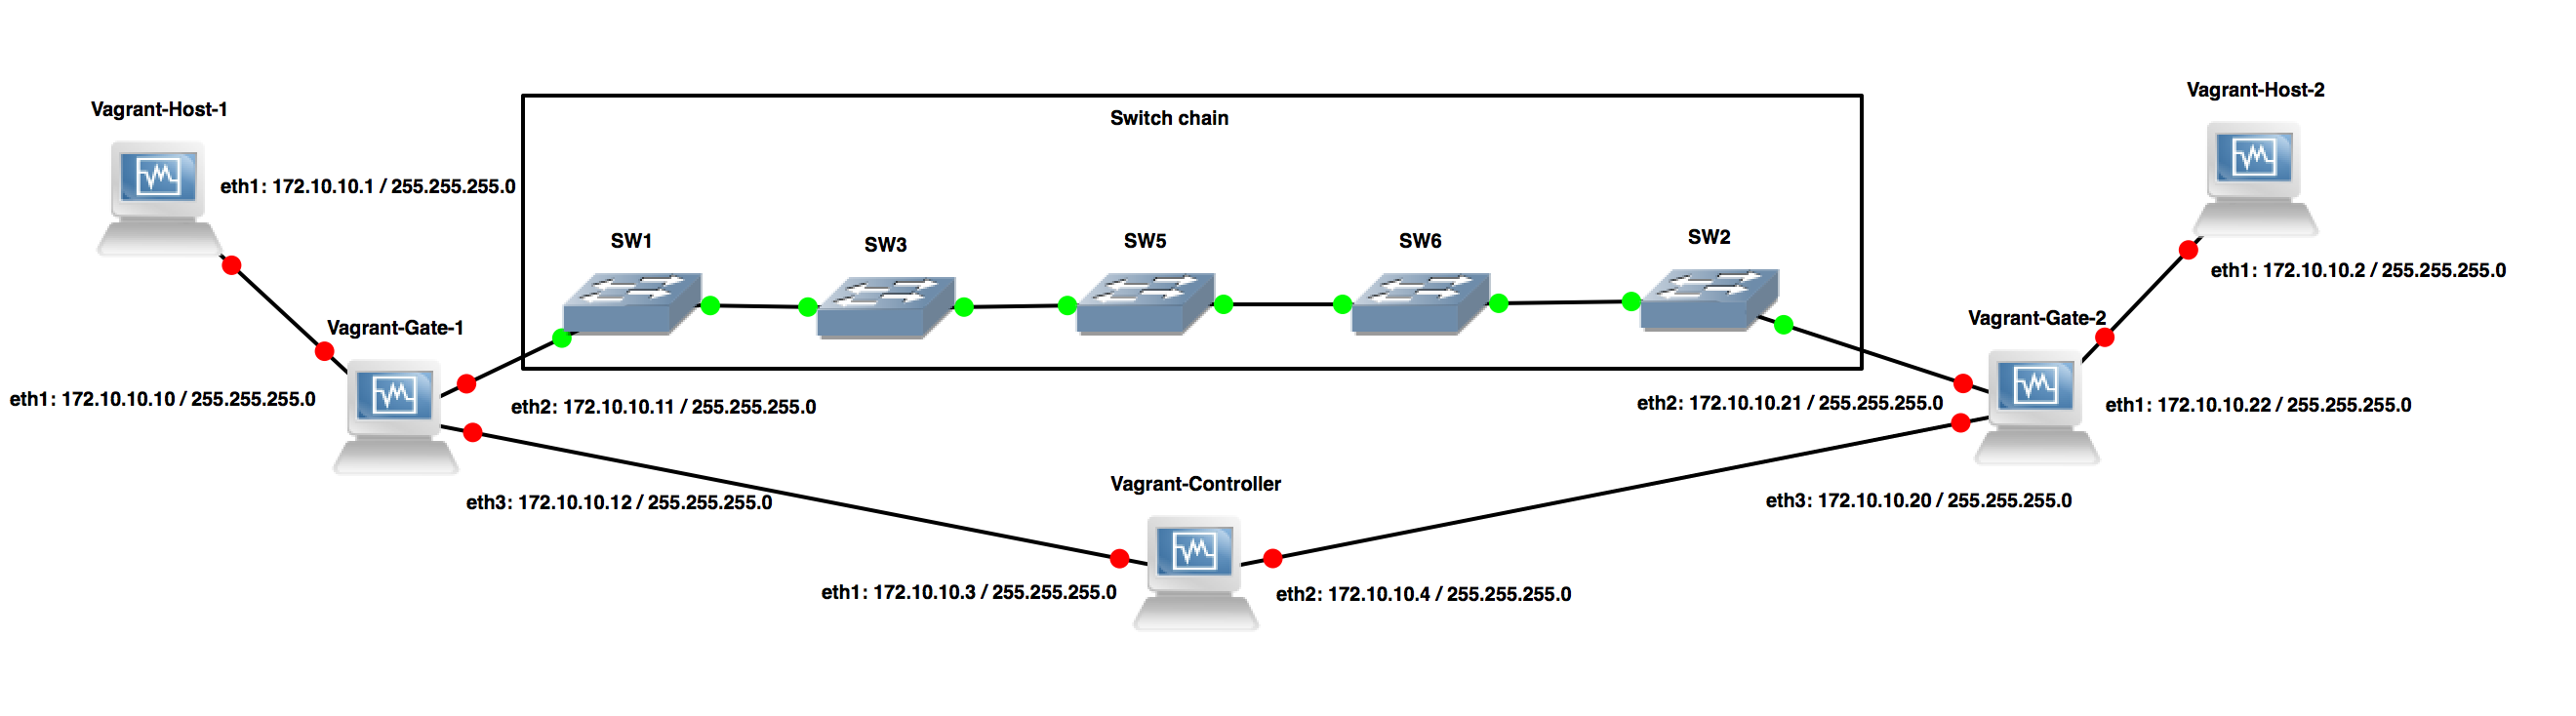 Vagrant-Host-1
Vagrant-Host-2
Switch chain
eth1: 172.10.10.1 / 255.255.255.0
SW1
SW3
SW5
SW6
SW2
eth1: 172.10.10.2 / 255.255.255.0
Vagrant-Gate-1
Vagrant-Gate-2
eth1: 172.10.10.10 / 255.255.255.0
eth2: 172.10.10.11 / 255.255.255.0
eth2: 172.10.10.21 / 255.255.255.0
eth1: 172.10.10.22 / 255.255.255.0
Vagrant-Controller
eth3: 172.10.10.12 / 255.255.255.0
eth3: 172.10.10.20 / 255.255.255.0
eth1: 172.10.10.3 / 255.255.255.0
eth2: 172.10.10.4 / 255.255.255.0